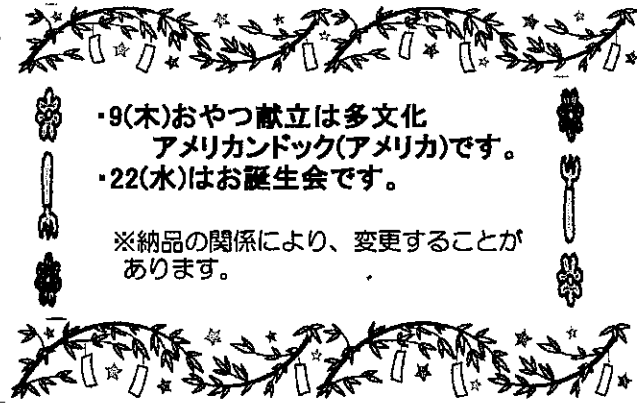 ・9(木)おやつ献立は多文化
アメリカンドック(アメリカ)です。
・22(水)はお誕生会です。
※納品の関係により、変更することが
あります。